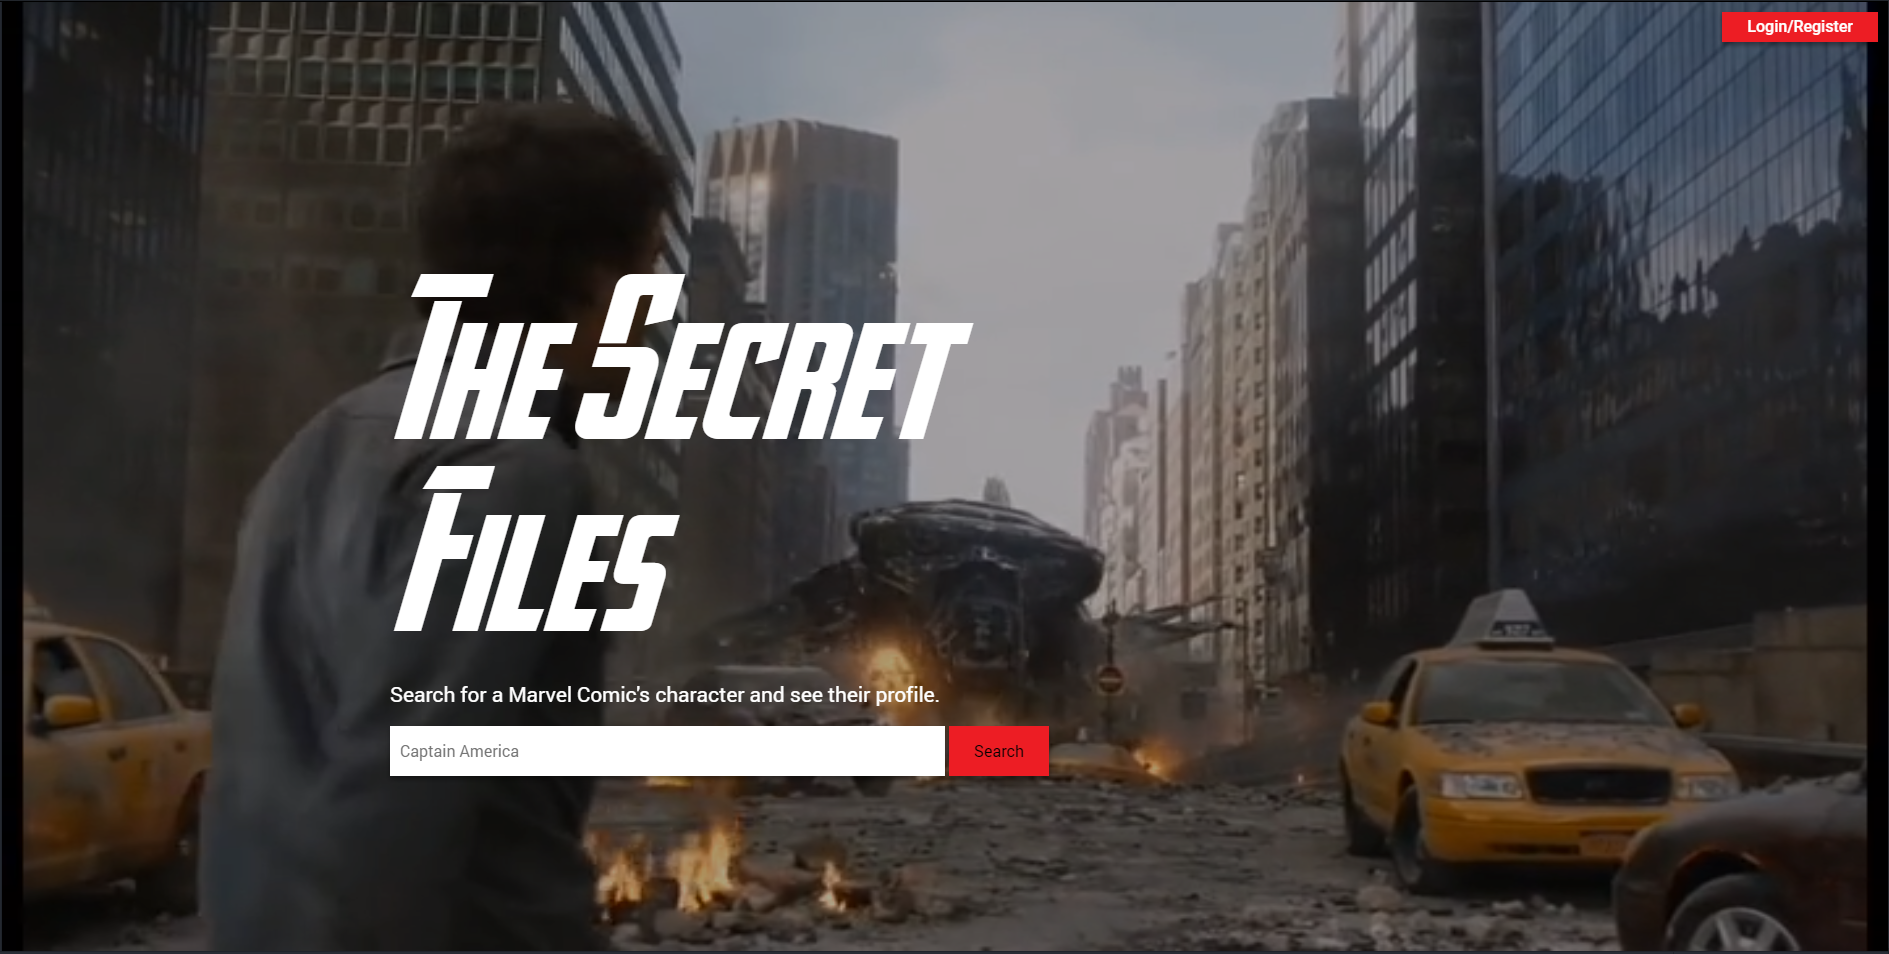 Login/Register
The Secret
Files
Search for a Marvel Comic's character and see their profile.
Captain America
Search